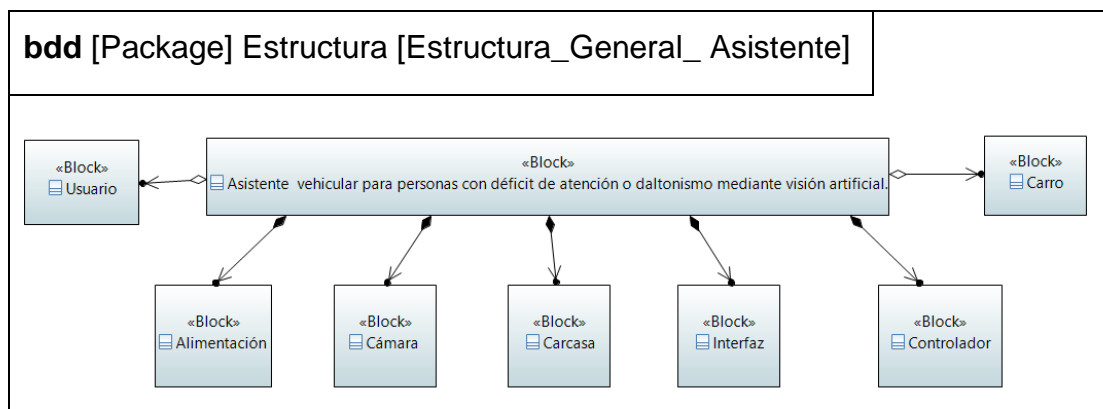 bdd [Package] Estructura [Estructura_General_ Asistente]
«Block»
Usuario
«Block»
Asistente vehicular para personas con déficit de atención o daltonismo mediante visión artificial.
«Block»
Carro
«Block»
Alimentación
«Block»
Cámara
«Block»
Carcasa
«Block»
Interfaz
«Block»
Controlador